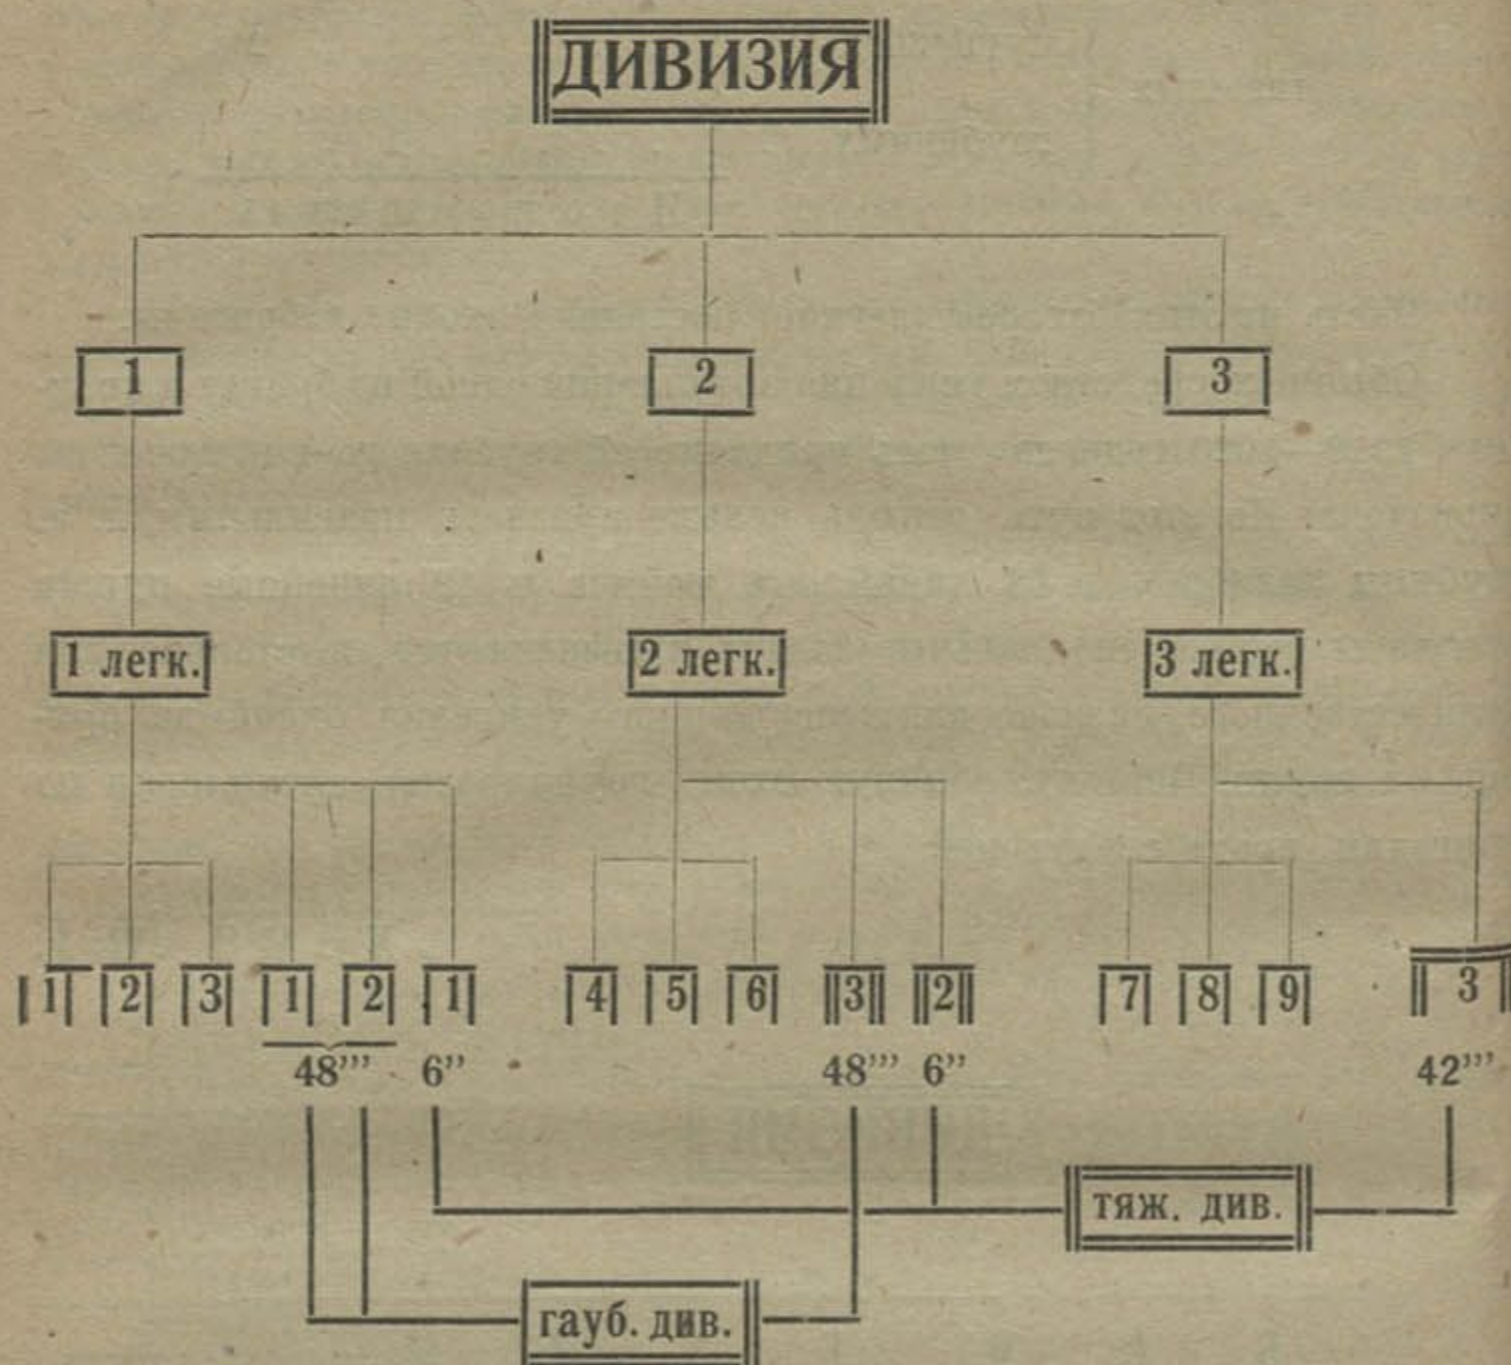 ДИВИЗИЯ
1 2 3
1 легк. 2 легк. 3 легк.
1 2 3 1 2 1 4 5 6 3 2 7 8 9 3
48’’’ 6’’ 48’’’ 6’’ 42’’’
тяж. див.
гауб. див.